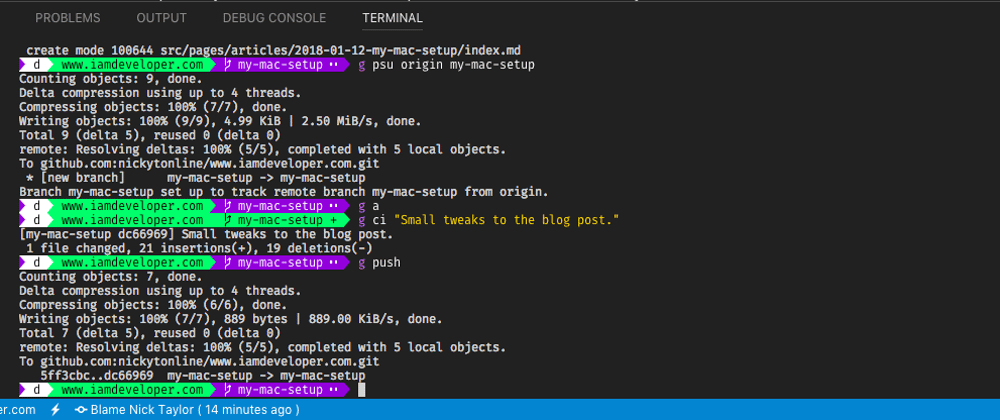 PROBLEMS OUTPUT DEBUG CONSOLE TERMINAL
create mode 100644 src/pages/articles/2018-01-12-my-mac-setup/index.md
d www.iamdeveloper.com my-mac-setup •• g psu origin my-mac-setup
Counting objects: 9, done.
Delta compression using up to 4 threads.
Compressing objects: 100% (7/7), done.
Writing objects: 100% (9/9), 4.99 KiB | 2.50 MiB/s, done.
Total 9 (delta 5), reused 0 (delta 0)
remote: Resolving deltas: 100% (5/5), completed with 5 local objects.
To github.com:nickytonline/www.iamdeveloper.com.git
* [new branch] my-mac-setup -> my-mac-setup
Branch my-mac-setup set up to track remote branch my-mac-setup from origin.
d www.iamdeveloper.com my-mac-setup •• g a
d www.iamdeveloper.com my-mac-setup + g ci "Small tweaks to the blog post."
[my-mac-setup dc66969] Small tweaks to the blog post.
1 file changed, 21 insertions(+), 19 deletions(-)
d www.iamdeveloper.com my-mac-setup •• g push
Counting objects: 7, done.
Delta compression using up to 4 threads.
Compressing objects: 100% (6/6), done.
Writing objects: 100% (7/7), 889 bytes | 889.00 KiB/s, done.
Total 7 (delta 5), reused 0 (delta 0)
remote: Resolving deltas: 100% (5/5), completed with 5 local objects.
To github.com:nickytonline/www.iamdeveloper.com.git
5ff3cbc..dc66969 my-mac-setup -> my-mac-setup
d www.iamdeveloper.com my-mac-setup ••
per.com Blame Nick Taylor ( 14 minutes ago )